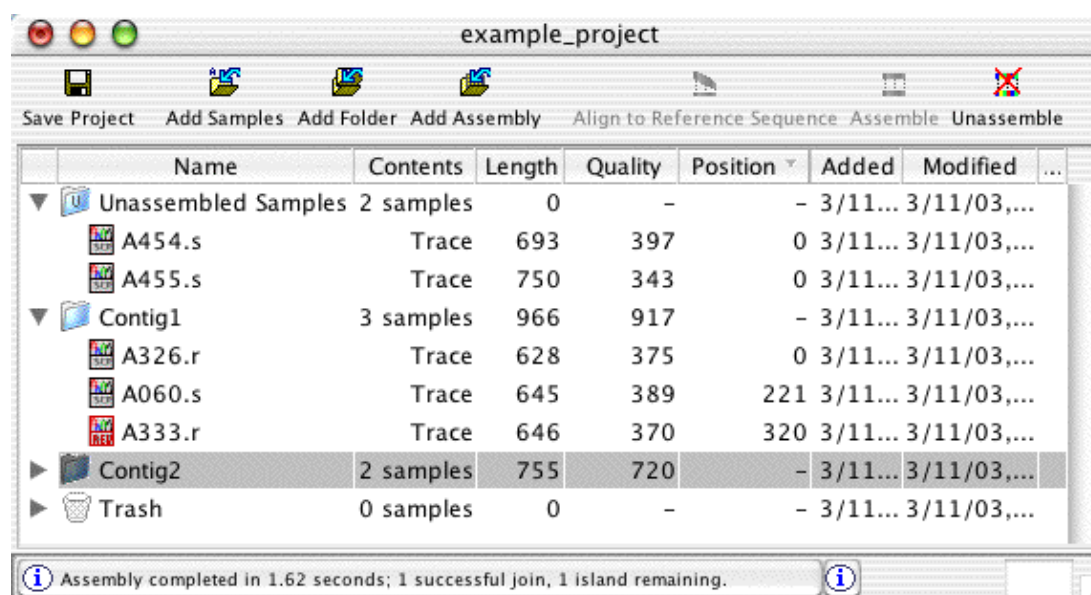 example_project
Save Project Add Samples Add Folder Add Assembly Align to Reference Sequence Assemble Unassemble
Name Contents Length Quality Position Added Modified ...
Unassembled Samples 2 samples 0 – – 3/11... 3/11/03,...
A454.s Trace 693 397 0 3/11... 3/11/03,...
A455.s Trace 750 343 0 3/11... 3/11/03,...
Contig1 3 samples 966 917 – 3/11... 3/11/03,...
A326.r Trace 628 375 0 3/11... 3/11/03,...
A060.s Trace 645 389 221 3/11... 3/11/03,...
A333.r Trace 646 370 320 3/11... 3/11/03,...
Contig2 2 samples 755 720 – 3/11... 3/11/03,...
Trash 0 samples 0 – – 3/11... 3/11/03,...
Assembly completed in 1.62 seconds; 1 successful join, 1 island remaining.